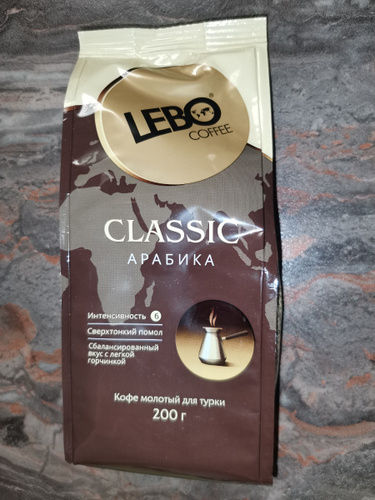 LEBO®
COFFEE
CLASSIC
АРАБИКА
Интенсивность 6
Сверхтонкий помол
Сбалансированный
вкус с легкой
горчинкой
Кофе молотый для турки
200 г